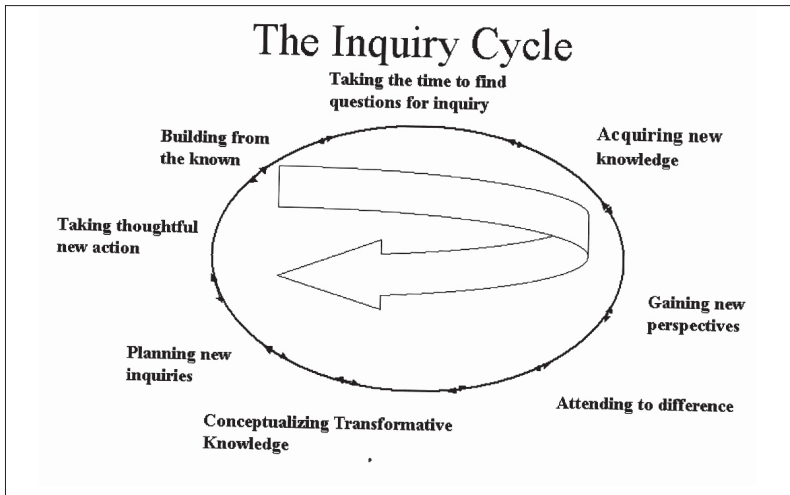 The Inquiry Cycle
Taking the time to find
questions for inquiry
Building from
the known
Acquiring new
knowledge
Taking thoughtful
new action
Gaining new
perspectives
Planning new
inquiries
Attending to difference
Conceptualizing Transformative
Knowledge